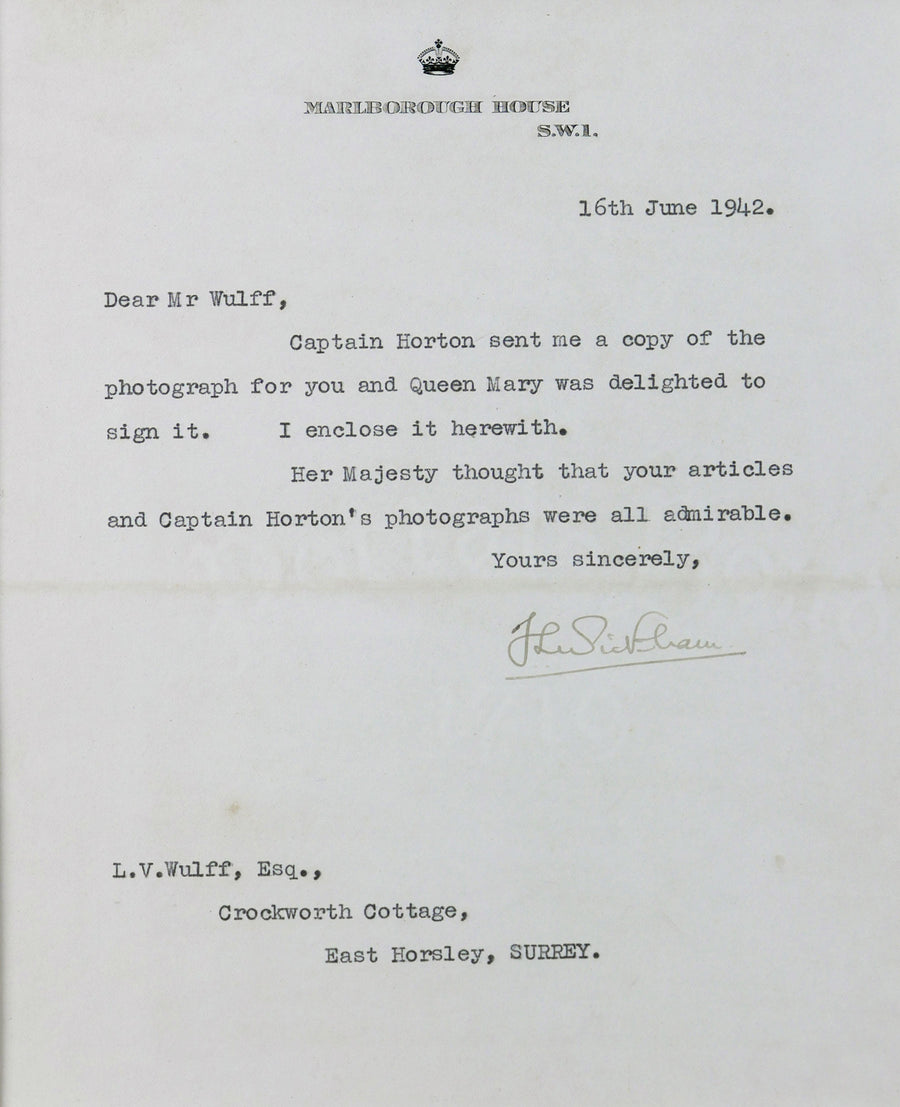 MARLBOROUGH HOUSE
S.W.1.
16th June 1942.
Dear Mr Wulff,
Captain Horton sent me a copy of the
photograph for you and Queen Mary was delighted to
sign it. I enclose it herewith.
Her Majesty thought that your articles
and Captain Horton's photographs were all admirable.
Yours sincerely,
L.V.Wulff, Esq.,
Crockworth Cottage,
East Horsley, SURREY.